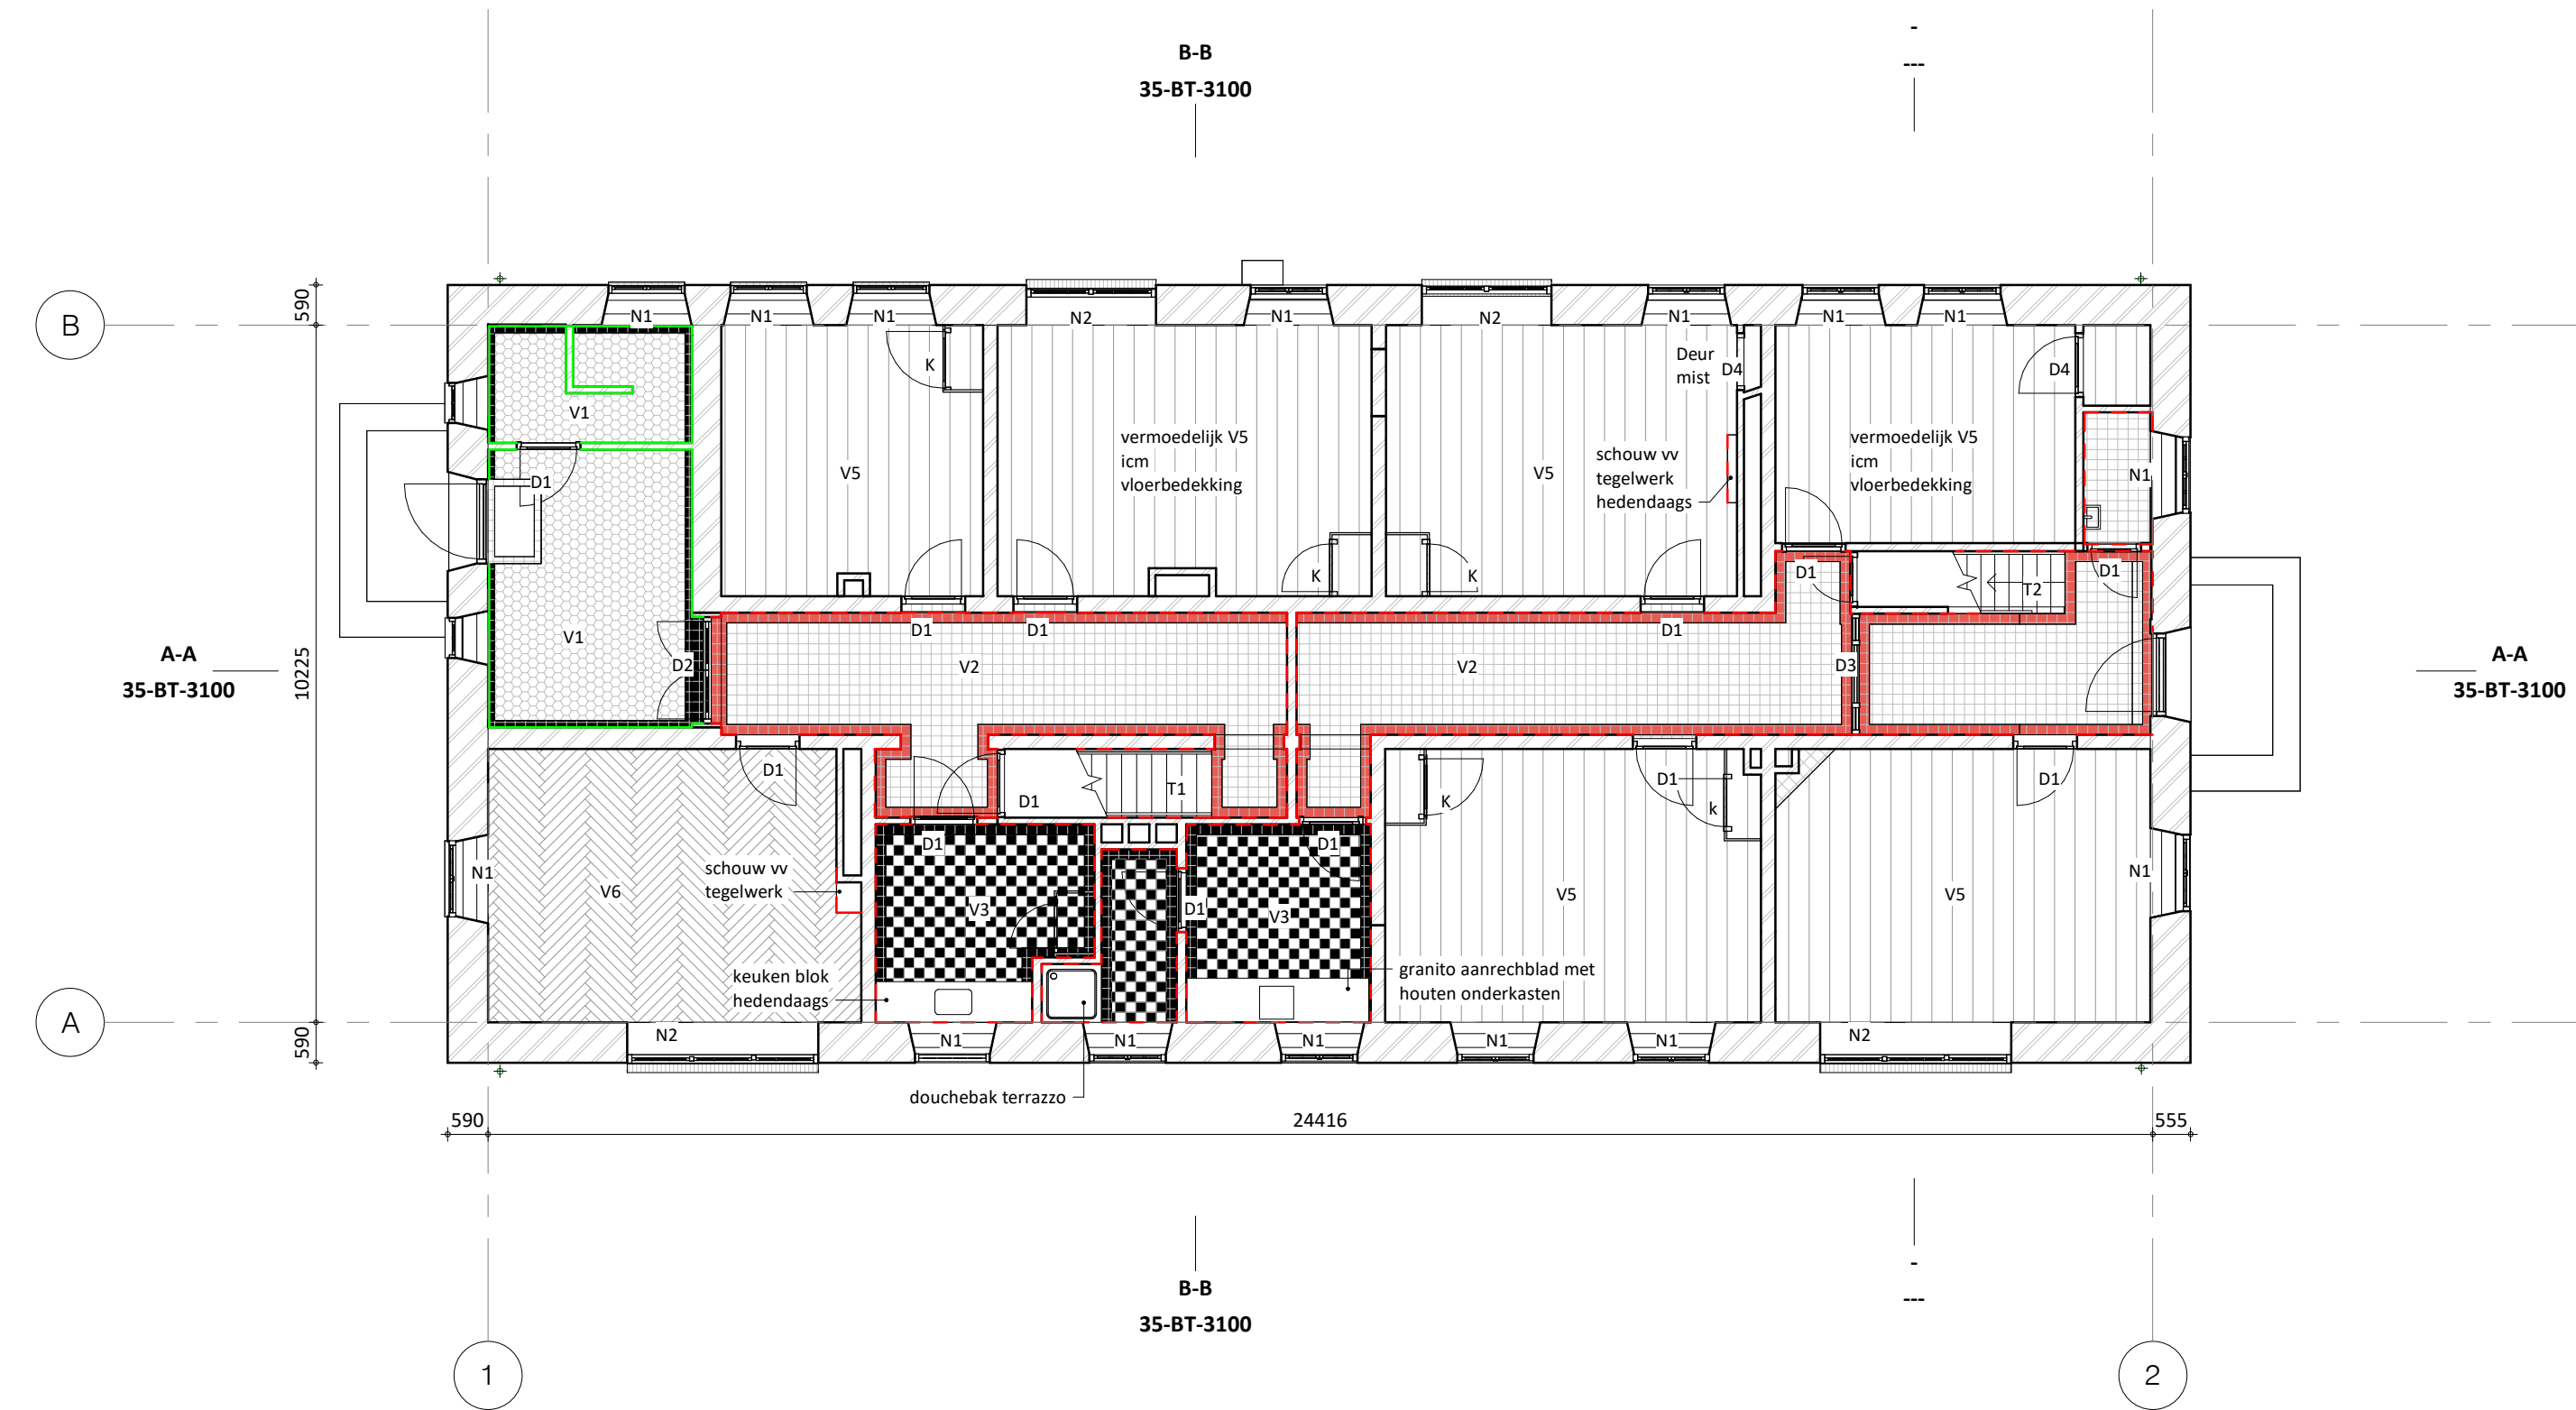 -
B-B
---
35-BT-3100
B
590
N1
N1
N1
N2
N1
N2
N1
N1
N1
Deur
mist
K
D4
D4
V1
vermoedelijk V5
icm
vloerbedekking
vermoedelijk V5
icm
vloerbedekking
schouw vv
tegelwerk
hedendaags
V5
V5
N1
D1
K
K
D1
D1
T2
V1
D1
D1
D1
A-A
35-BT-3100
10225
D2
V2
V2
D3
A-A
35-BT-3100
D1
D1
T1
D1
K
k
D1
D1
D1
schouw vv
tegelwerk
N1
V6
V3
D1
V3
V5
V5
N1
keuken blok
hedendaags
granito aanrechblad met
houten onderkasten
A
590
N2
N1
N1
N1
N1
N1
N2
douchebak terrazzo
590
24416
555
B-B
35-BT-3100
-
---
1
2